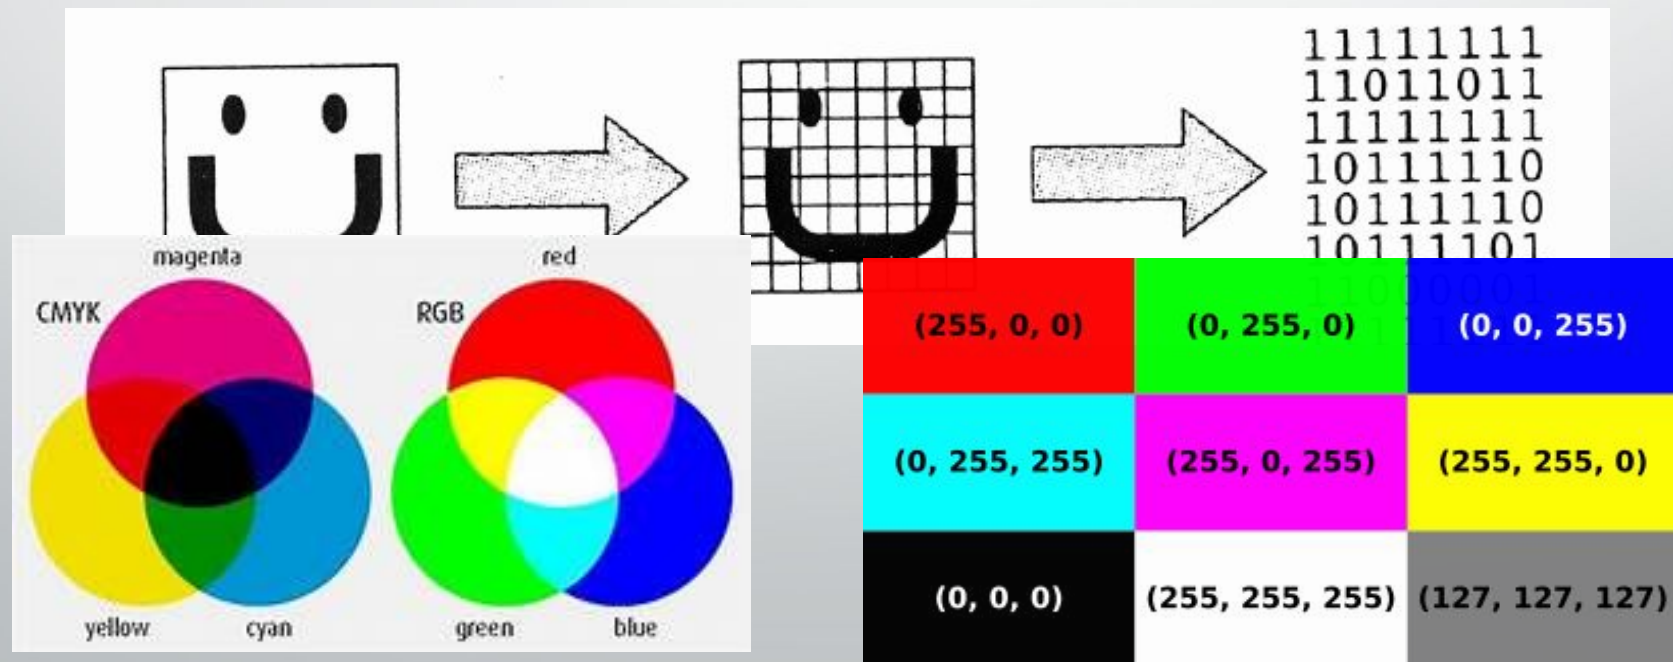 11111111
11011011
11111111
10111110
10111110
10111101
11000001
magenta
red
CMYK
RGB
yellow
cyan
green
blue
(255, 0, 0)
(0, 255, 0)
(0, 0, 255)
(0, 255, 255)
(255, 0, 255)
(255, 255, 0)
(0, 0, 0)
(255, 255, 255)
(127, 127, 127)